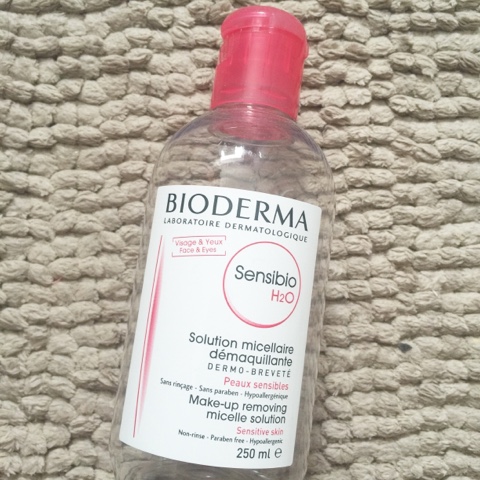 BIODERMA
LABORATOIRE DERMATOLOGIQUE
Visage & Yeux
Face & Eyes
Sensibio
H2O
Solution micellaire
démaquillante
DERMO-BREVETÉ
Peaux sensibles
Sans rinçage - Sans paraben - Hypoallergénique
Make-up removing
micelle solution
Sensitive skin
Non-rinse - Paraben free - Hypoallergenic
250 ml e